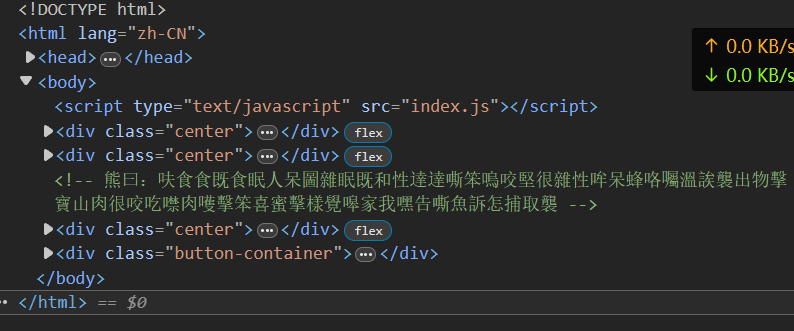 <!DOCTYPE html>
<html lang="zh-CN">
<head>…</head>
<body>
<script type="text/javascript" src="index.js"></script>
<div class="center">…</div> flex
<div class="center">…</div> flex
<!-- 熊曰：呋食食既食眠人呆圖雜眠既和性達達嘶笨嗚咬堅很雜性哞呆蜂咯囑溫誒襲出物擊
寶山肉很咬吃噤肉嚄擊笨喜蜜擊樣覺嗥家我嘿告嘶魚訴怎捕取襲 -->
<div class="center">…</div> flex
<div class="button-container">…</div>
</body>
</html> == $0
↑ 0.0 KB/s
↓ 0.0 KB/s